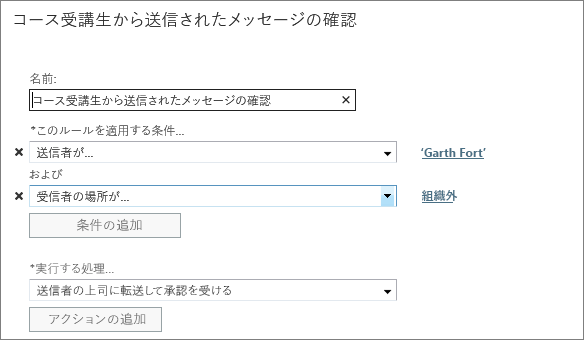 コース受講生から送信されたメッセージの確認
名前:
コース受講生から送信されたメッセージの確認
*このルールを適用する条件...
送信者が... 'Garth Fort'
および
受信者の場所が... 組織外
条件の追加
*実行する処理...
送信者の上司に転送して承認を受ける
アクションの追加